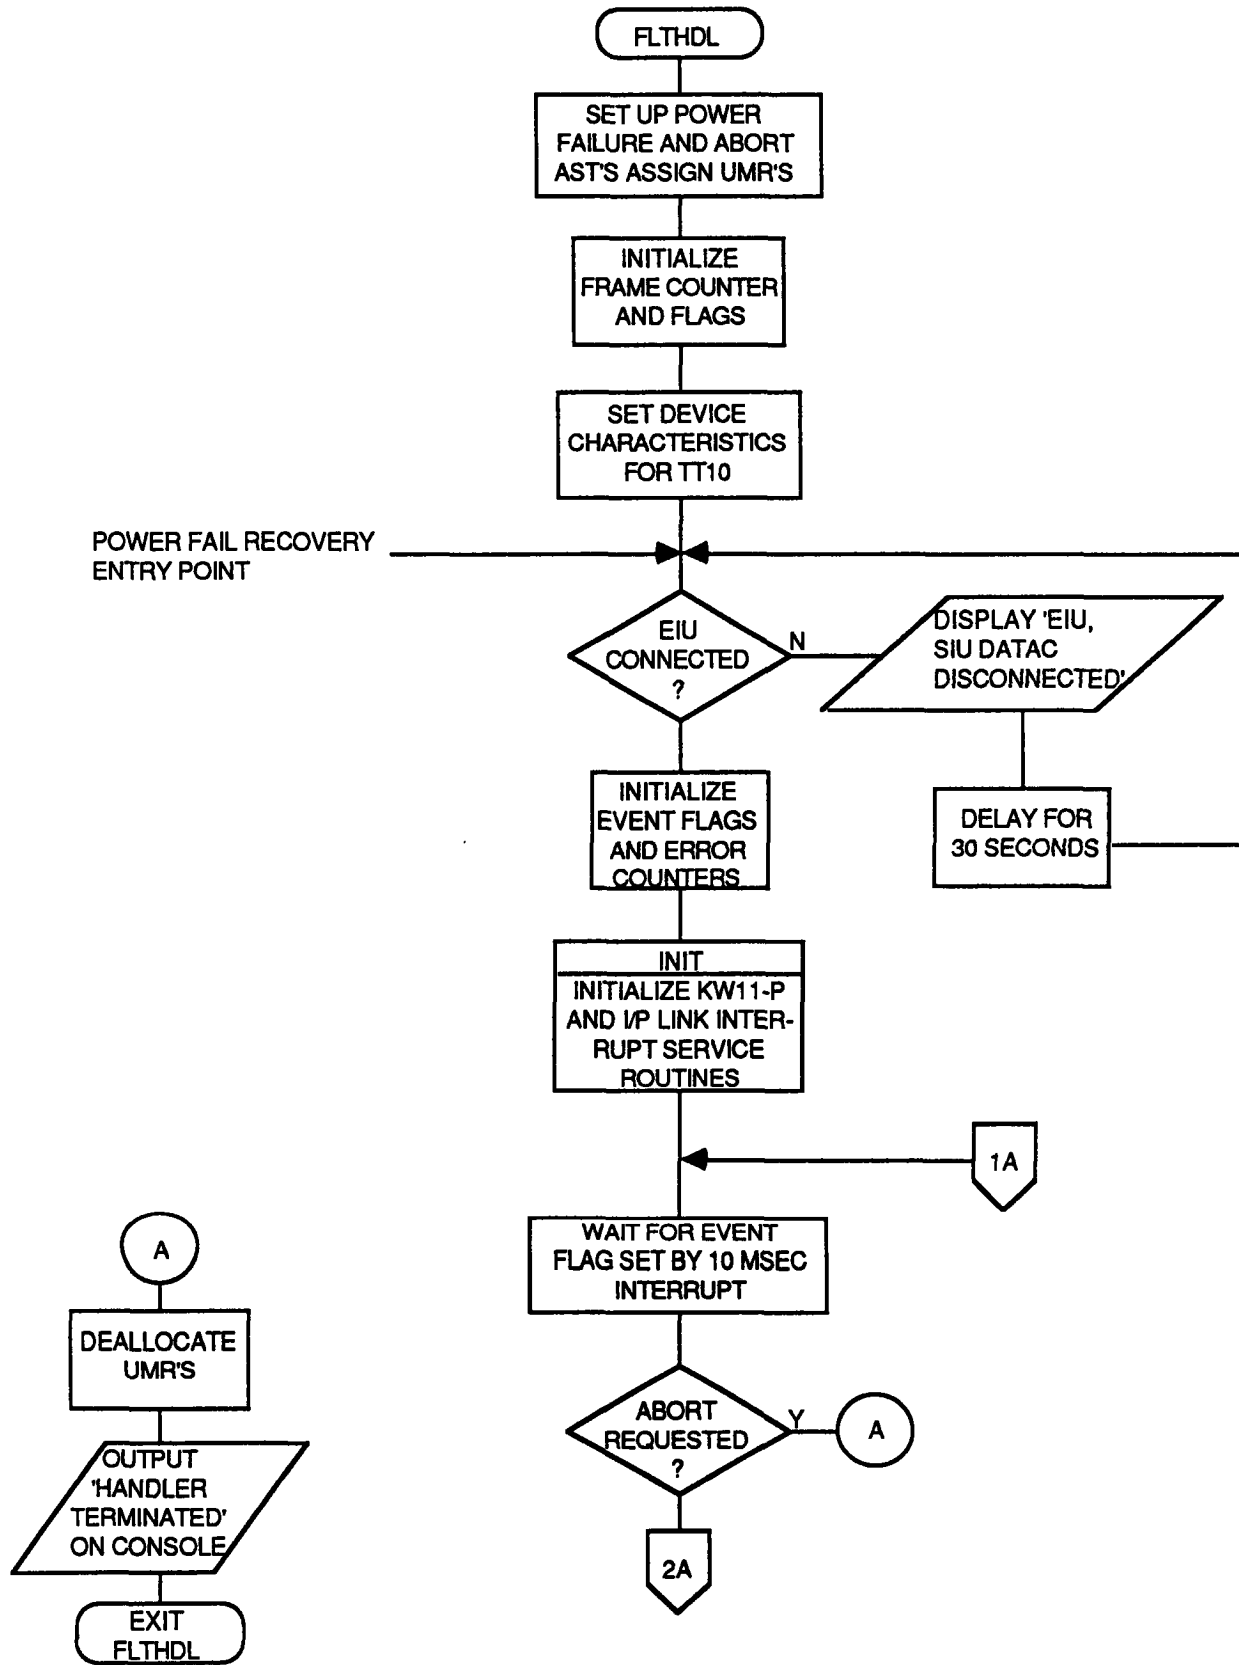 FLTHDL
SET UP POWER
FAILURE AND ABORT
AST'S ASSIGN UMR'S
INITIALIZE
FRAME COUNTER
AND FLAGS
SET DEVICE
CHARACTERISTICS
FOR TT10
POWER FAIL RECOVERY
ENTRY POINT
EIU
CONNECTED
?
N
DISPLAY 'EIU,
SIU DATAC
DISCONNECTED'
DELAY FOR
30 SECONDS
INITIALIZE
EVENT FLAGS
AND ERROR
COUNTERS
INIT
INITIALIZE KW11-P
AND I/P LINK INTER-
RUPT SERVICE
ROUTINES
1A
WAIT FOR EVENT
FLAG SET BY 10 MSEC
INTERRUPT
ABORT
REQUESTED
?
Y
A
2A
A
DEALLOCATE
UMR'S
OUTPUT
'HANDLER
TERMINATED'
ON CONSOLE
EXIT
FLTHDL